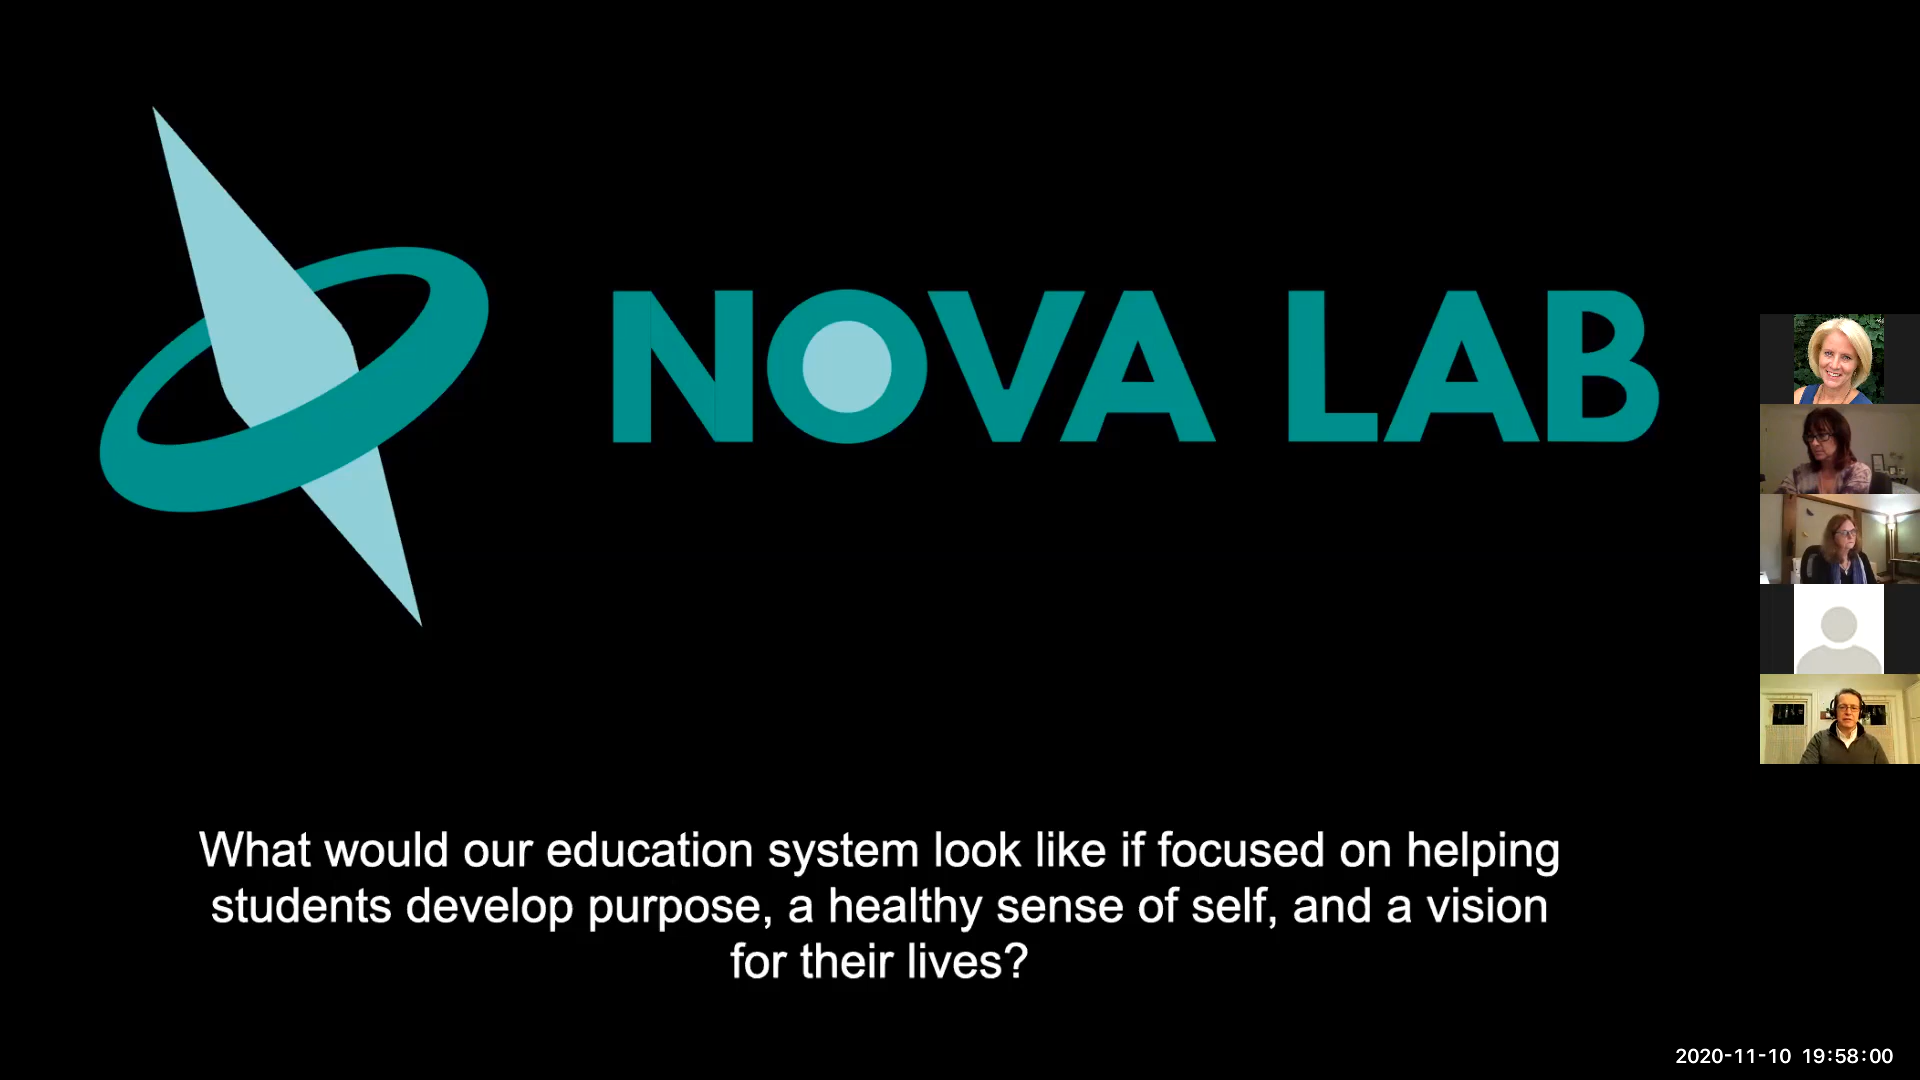 NOVA LAB
What would our education system look like if focused on helping
students develop purpose, a healthy sense of self, and a vision
for their lives?
2020-11-10 19:58:00